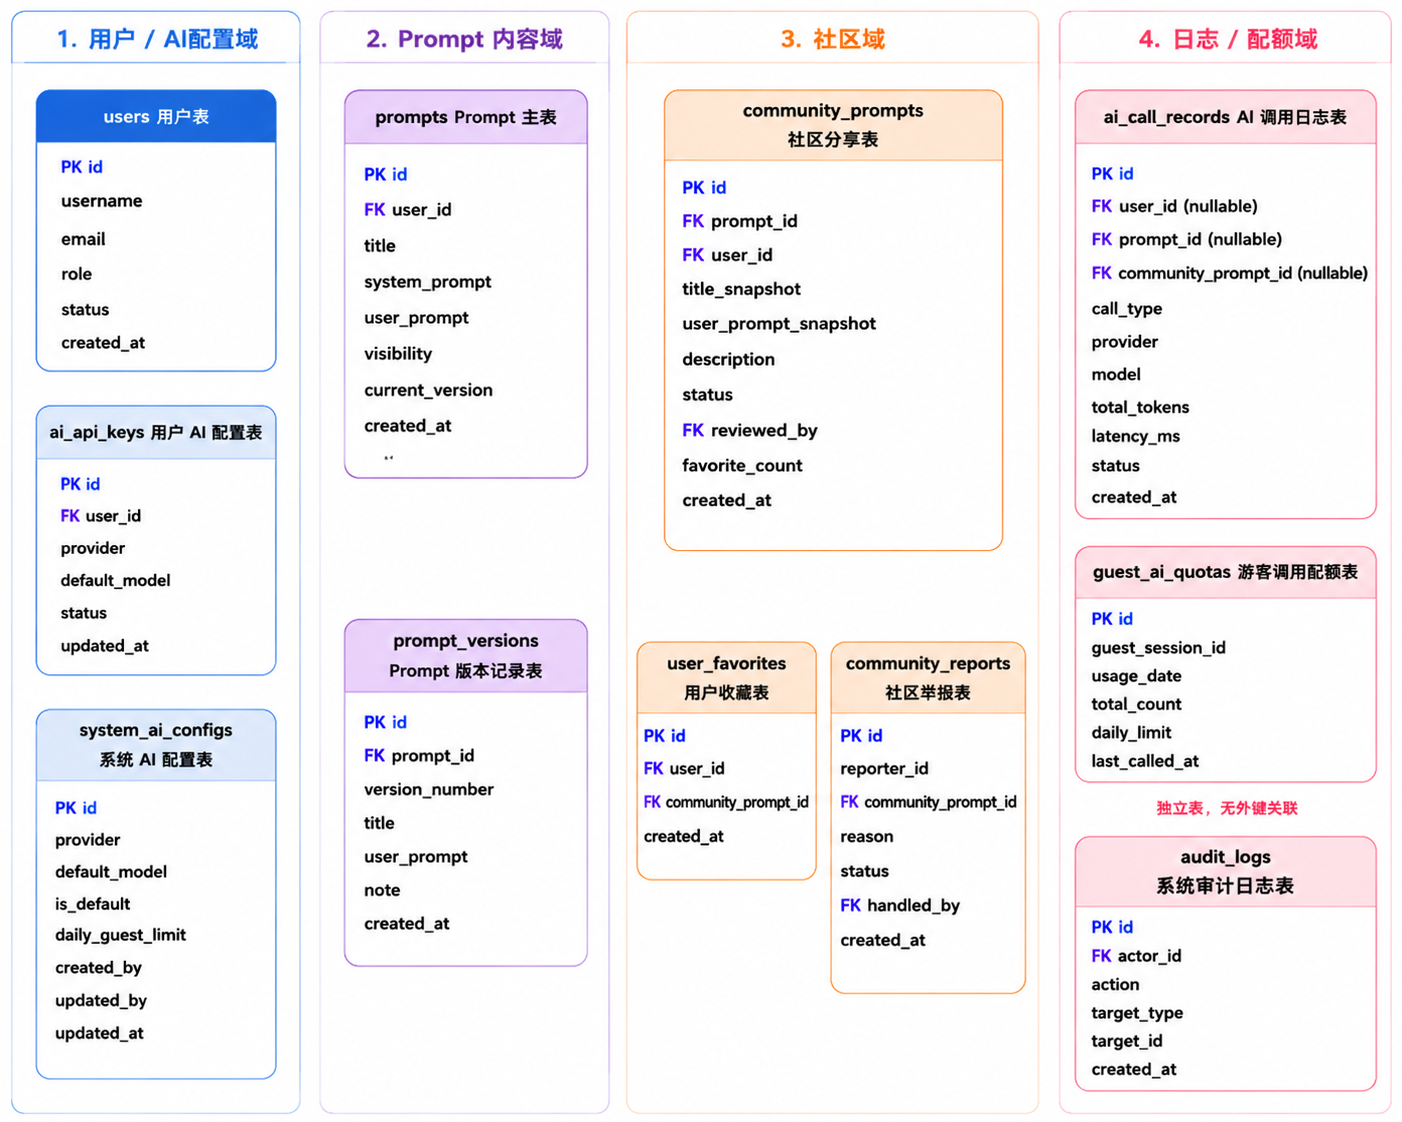 1. 用户 / AI配置域
users 用户表
PK id
username
email
role
status
created_at
ai_api_keys 用户 AI 配置表
PK id
FK user_id
provider
default_model
status
updated_at
system_ai_configs
系统 AI 配置表
PK id
provider
default_model
is_default
daily_guest_limit
created_by
updated_by
updated_at
2. Prompt 内容域
prompts Prompt 主表
PK id
FK user_id
title
system_prompt
user_prompt
visibility
current_version
created_at
prompt_versions
Prompt 版本记录表
PK id
FK prompt_id
version_number
title
user_prompt
note
created_at
3. 社区域
community_prompts
社区分享表
PK id
FK prompt_id
FK user_id
title_snapshot
user_prompt_snapshot
description
status
FK reviewed_by
favorite_count
created_at
user_favorites
用户收藏表
PK id
FK user_id
FK community_prompt_id
created_at
community_reports
社区举报表
PK id
reporter_id
FK community_prompt_id
reason
status
FK handled_by
created_at
4. 日志 / 配额域
ai_call_records AI 调用日志表
PK id
FK user_id (nullable)
FK prompt_id (nullable)
FK community_prompt_id (nullable)
call_type
provider
model
total_tokens
latency_ms
status
created_at
guest_ai_quotas 游客调用配额表
PK id
guest_session_id
usage_date
total_count
daily_limit
last_called_at
独立表，无外键关联
audit_logs
系统审计日志表
PK id
FK actor_id
action
target_type
target_id
created_at